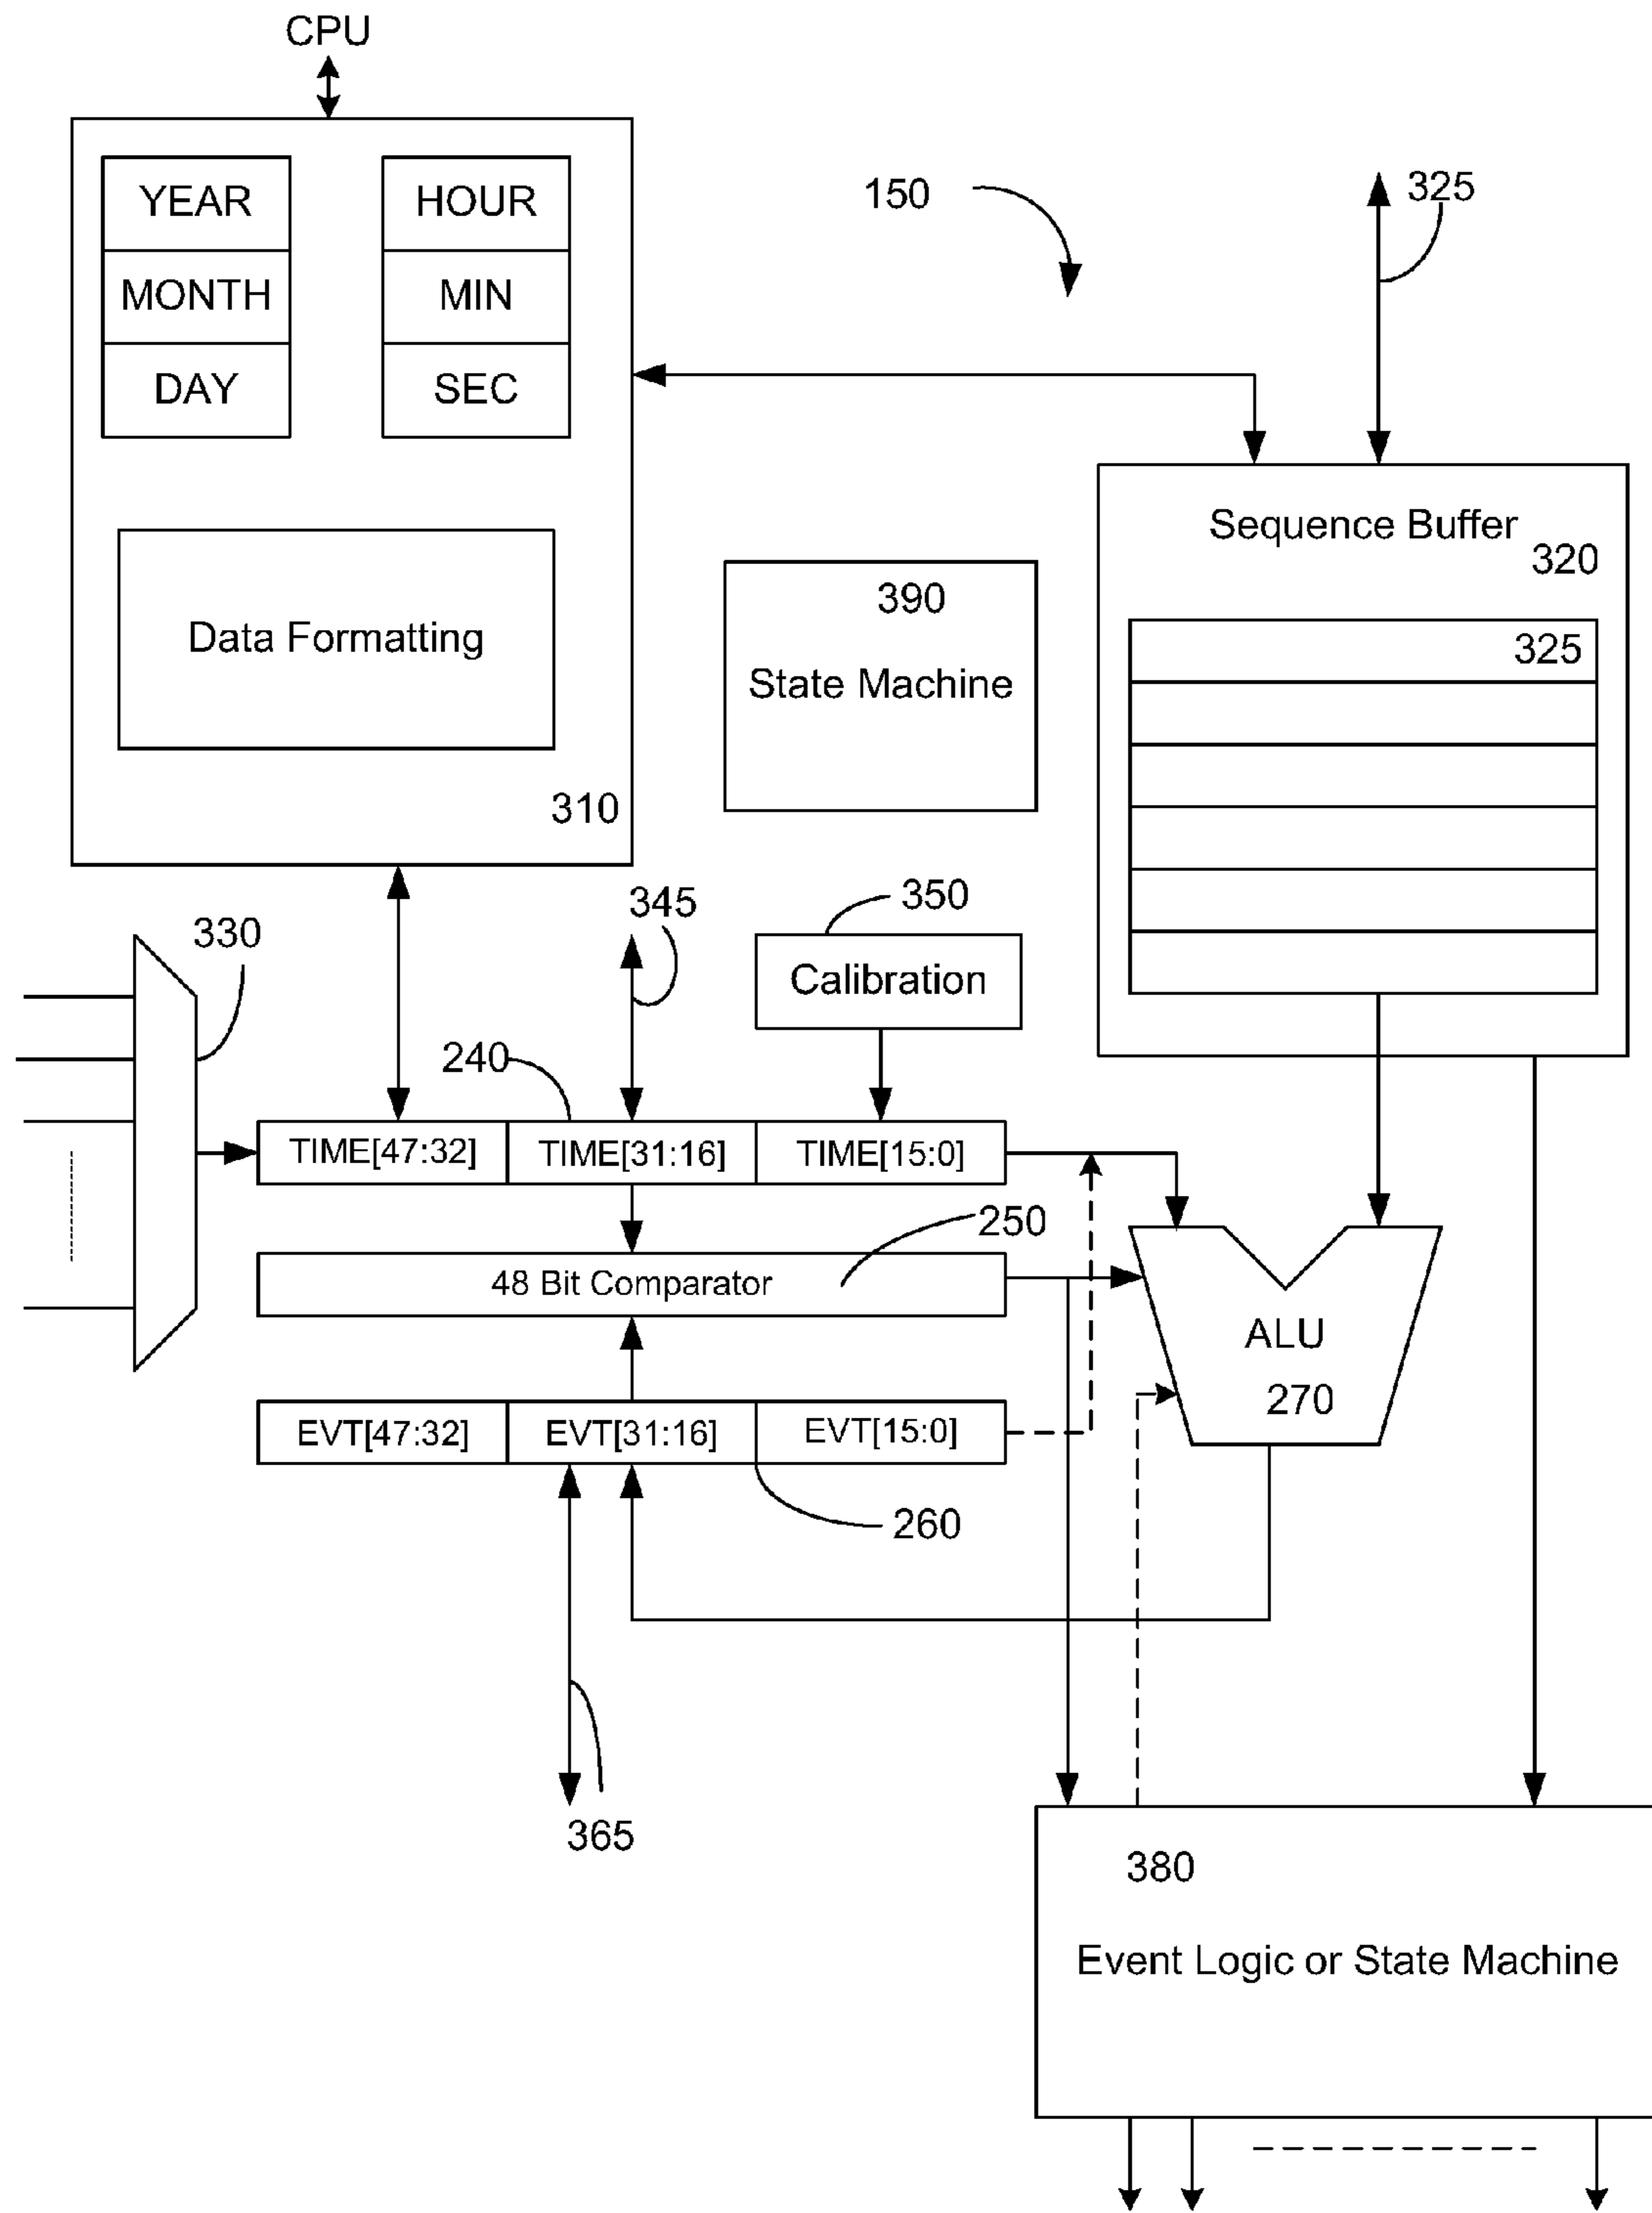 CPU
YEAR
HOUR
MONTH
MIN
DAY
SEC
Data Formatting
310
150
325
Sequence Buffer
320
325
390
State Machine
330
345
350
Calibration
240
TIME[47:32]
TIME[31:16]
TIME[15:0]
250
48 Bit Comparator
ALU
270
EVT[47:32]
EVT[31:16]
EVT[15:0]
260
365
380
Event Logic or State Machine